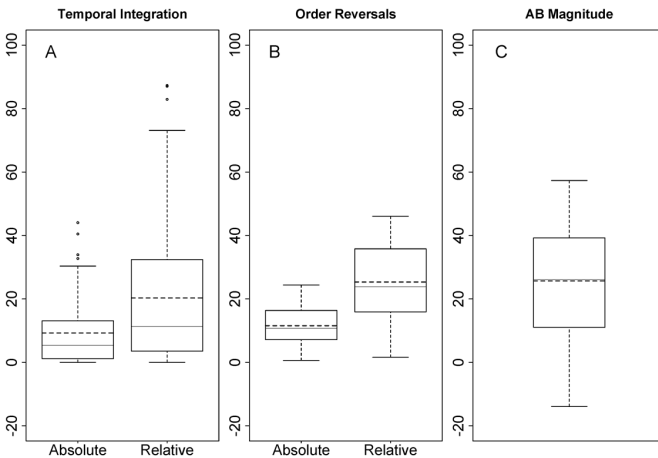 Temporal Integration
Order Reversals
AB Magnitude
A
B
C
100
80
60
40
20
0
-20
100
80
60
40
20
0
-20
100
80
60
40
20
0
-20
Absolute
Relative
Absolute
Relative